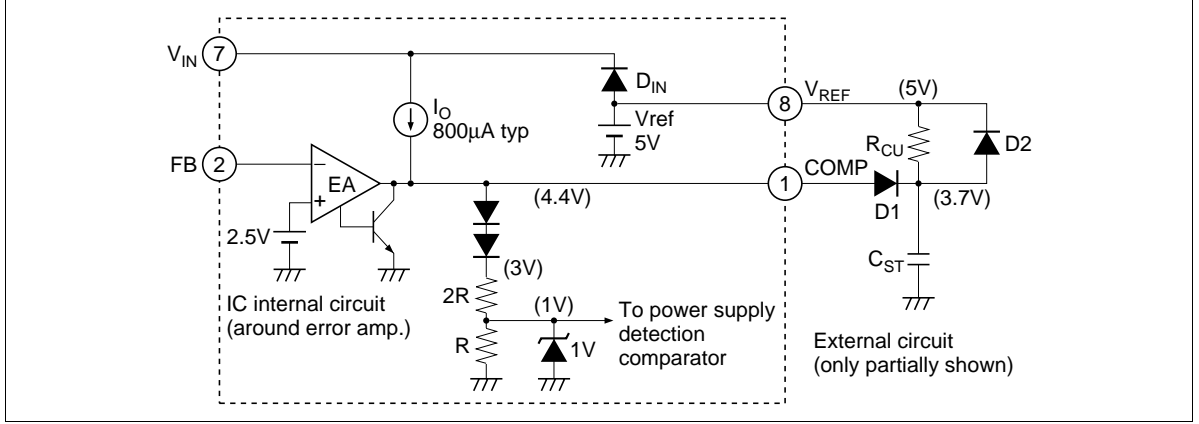 V_IN 7
D_IN
8 V_REF (5V)
I_O
800μA typ
Vref
5V
R_CU
D2
FB 2
−
EA
+
1 COMP
(4.4V)
D1
(3.7V)
2.5V
(3V)
C_ST
IC internal circuit
(around error amp.)
2R
(1V)
To power supply
detection
comparator
R
1V
External circuit
(only partially shown)